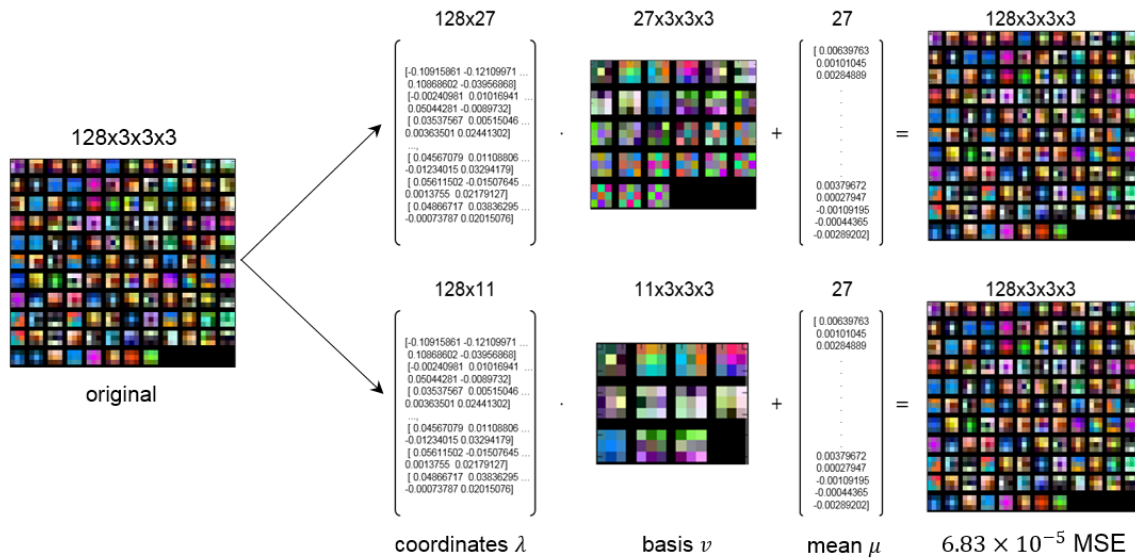 128x27
27x3x3x3
27
128x3x3x3
[-0.10915861 -0.12109971 ...
0.10868602 -0.03956868]
[-0.00240981 0.01016941 ...
0.05044281 -0.0089732]
[ 0.03537567 0.00515046 ...
0.00363501 0.02441302]
...,
[ 0.04567079 0.01108806 ...
-0.01234015 0.03294179]
[ 0.05611502 -0.01507645 ...
0.0013755 0.02179127]
[ 0.04866717 0.03836295 ...
-0.00073787 0.02015076]
·
+
[ 0.00639763
0.00101045
0.00284889
.
.
.
.
.
.
.
.
0.00379672
0.00027947
-0.00109195
-0.00044365
-0.00289202]
=
128x3x3x3
original
128x11
11x3x3x3
27
128x3x3x3
[-0.10915861 -0.12109971 ...
0.10868602 -0.03956868]
[-0.00240981 0.01016941 ...
0.05044281 -0.0089732]
[ 0.03537567 0.00515046 ...
0.00363501 0.02441302]
...,
[ 0.04567079 0.01108806 ...
-0.01234015 0.03294179]
[ 0.05611502 -0.01507645 ...
0.0013755 0.02179127]
[ 0.04866717 0.03836295 ...
-0.00073787 0.02015076]
·
+
[ 0.00639763
0.00101045
0.00284889
.
.
.
.
.
.
.
.
0.00379672
0.00027947
-0.00109195
-0.00044365
-0.00289202]
=
coordinates λ
basis v
mean μ
6.83 × 10⁻⁵ MSE